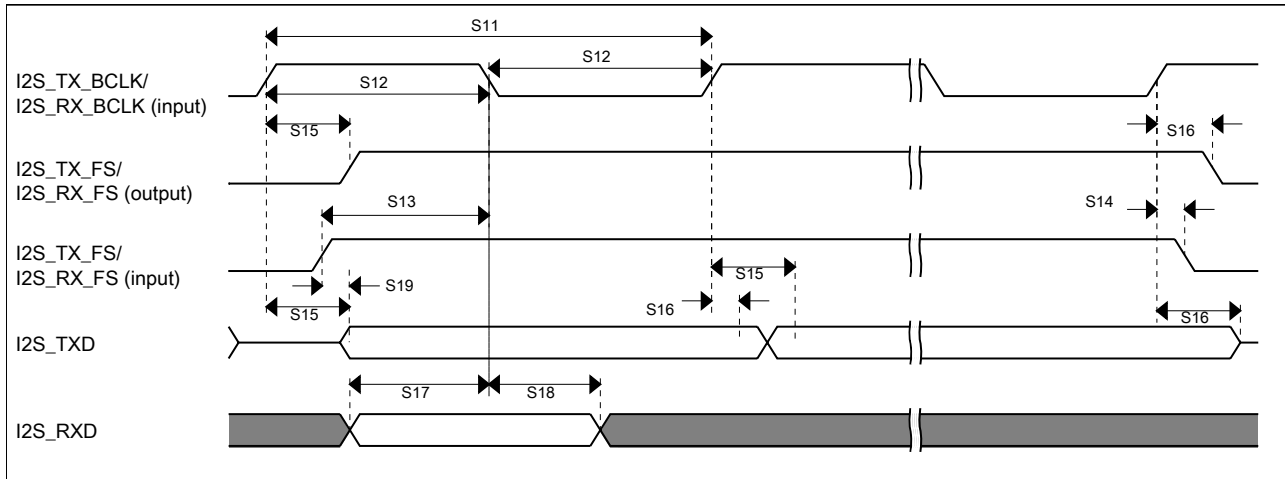 S11
S12
I2S_TX_BCLK/
I2S_RX_BCLK (input)
S12
S15
S16
I2S_TX_FS/
I2S_RX_FS (output)
S13
S14
I2S_TX_FS/
I2S_RX_FS (input)
S15
S19
S16
S15
S16
I2S_TXD
S17
S18
I2S_RXD